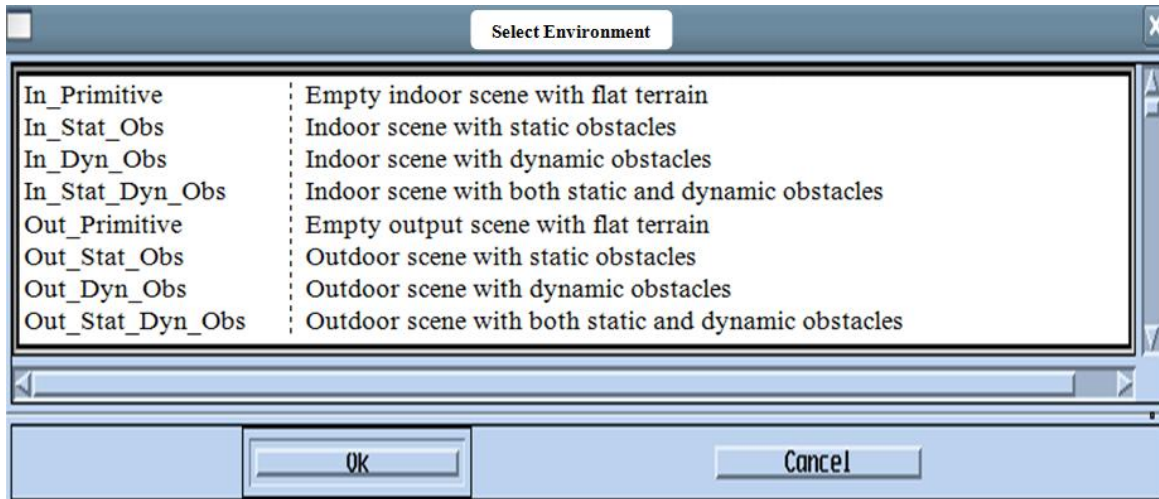 Select Environment
X
In_Primitive Empty indoor scene with flat terrain
In_Stat_Obs Indoor scene with static obstacles
In_Dyn_Obs Indoor scene with dynamic obstacles
In_Stat_Dyn_Obs Indoor scene with both static and dynamic obstacles
Out_Primitive Empty output scene with flat terrain
Out_Stat_Obs Outdoor scene with static obstacles
Out_Dyn_Obs Outdoor scene with dynamic obstacles
Out_Stat_Dyn_Obs Outdoor scene with both static and dynamic obstacles
OK Cancel